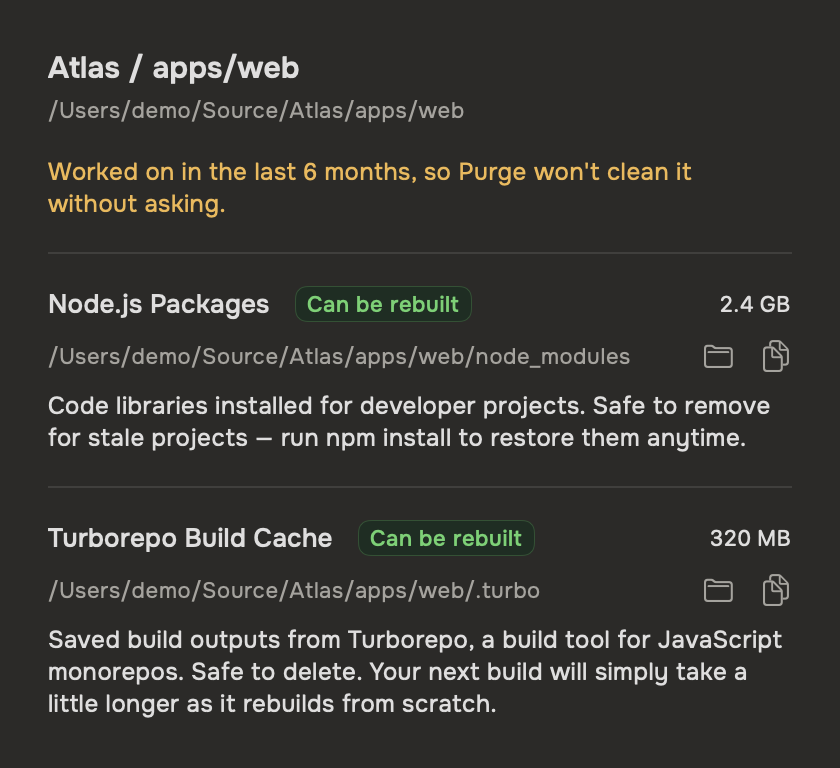 Atlas / apps/web
/Users/demo/Source/Atlas/apps/web
Worked on in the last 6 months, so Purge won't clean it
without asking.
Node.js Packages Can be rebuilt 2.4 GB
/Users/demo/Source/Atlas/apps/web/node_modules
Code libraries installed for developer projects. Safe to remove
for stale projects — run npm install to restore them anytime.
Turborepo Build Cache Can be rebuilt 320 MB
/Users/demo/Source/Atlas/apps/web/.turbo
Saved build outputs from Turborepo, a build tool for JavaScript
monorepos. Safe to delete. Your next build will simply take a
little longer as it rebuilds from scratch.